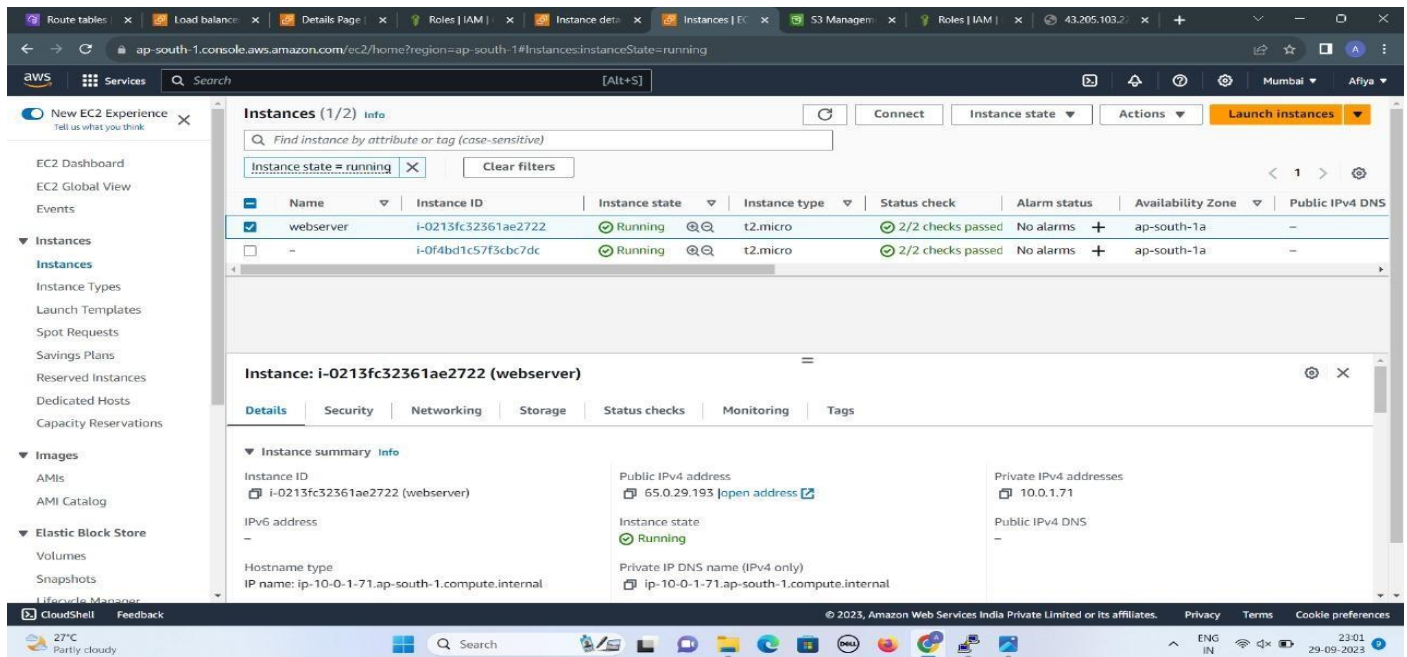 Route tables
Load balance
Details Page
Roles | IAM |
Instance deta
Instances | EC
S3 Managem
Roles | IAM |
43.205.103.22
ap-south-1.console.aws.amazon.com/ec2/home?region=ap-south-1#Instances:instanceState=running
aws
Services
Search
[Alt+S]
Mumbai
Afiya
New EC2 Experience
Tell us what you think
EC2 Dashboard
EC2 Global View
Events
Instances
Instances
Instance Types
Launch Templates
Spot Requests
Savings Plans
Reserved Instances
Dedicated Hosts
Capacity Reservations
Images
AMIs
AMI Catalog
Elastic Block Store
Volumes
Snapshots
Lifecycle Manager
Instances (1/2) Info
Connect
Instance state
Actions
Launch instances
Find instance by attribute or tag (case-sensitive)
Instance state = running
Clear filters
1
Name Instance ID Instance state Instance type Status check Alarm status Availability Zone Public IPv4 DNS
webserver i-0213fc32361ae2722 Running t2.micro 2/2 checks passed No alarms + ap-south-1a –
– i-0f4bd1c57f3cbc7dc Running t2.micro 2/2 checks passed No alarms + ap-south-1a –
Instance: i-0213fc32361ae2722 (webserver)
Details Security Networking Storage Status checks Monitoring Tags
Instance summary Info
Instance ID
i-0213fc32361ae2722 (webserver)
Public IPv4 address
65.0.29.193 |open address
Private IPv4 addresses
10.0.1.71
IPv6 address
–
Instance state
Running
Public IPv4 DNS
–
Hostname type
IP name: ip-10-0-1-71.ap-south-1.compute.internal
Private IP DNS name (IPv4 only)
ip-10-0-1-71.ap-south-1.compute.internal
CloudShell Feedback
© 2023, Amazon Web Services India Private Limited or its affiliates. Privacy Terms Cookie preferences
27°C
Partly cloudy
Search
DELL
ENG
IN
23:01
29-09-2023
9